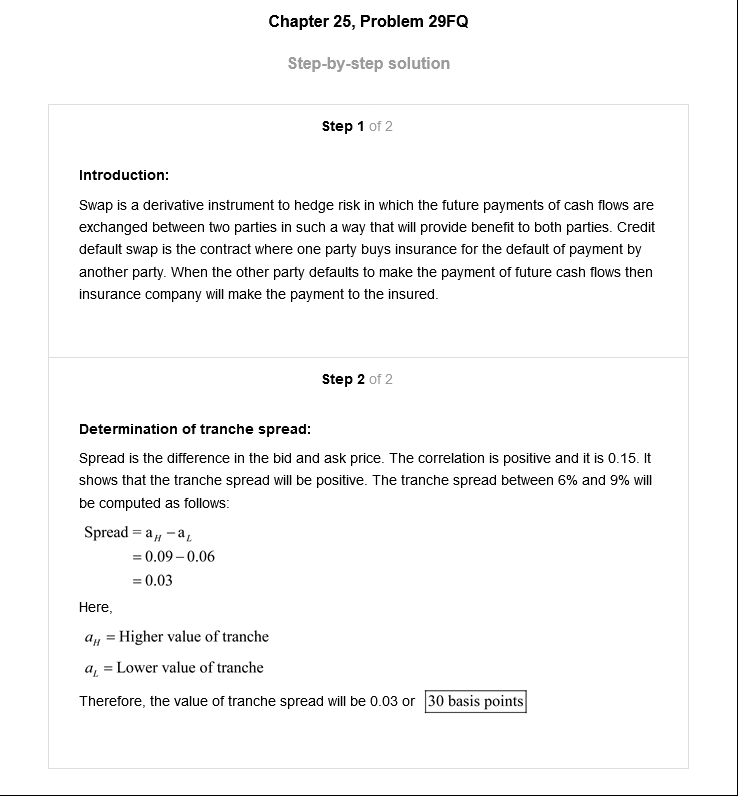 Chapter 25, Problem 29FQ
Step-by-step solution
Step 1 of 2
Introduction:
Swap is a derivative instrument to hedge risk in which the future payments of cash flows are
exchanged between two parties in such a way that will provide benefit to both parties. Credit
default swap is the contract where one party buys insurance for the default of payment by
another party. When the other party defaults to make the payment of future cash flows then
insurance company will make the payment to the insured.
Step 2 of 2
Determination of tranche spread:
Spread is the difference in the bid and ask price. The correlation is positive and it is 0.15. It
shows that the tranche spread will be positive. The tranche spread between 6% and 9% will
be computed as follows:
Spread = a_H − a_L
= 0.09 − 0.06
= 0.03
Here,
a_H = Higher value of tranche
a_L = Lower value of tranche
Therefore, the value of tranche spread will be 0.03 or 30 basis points